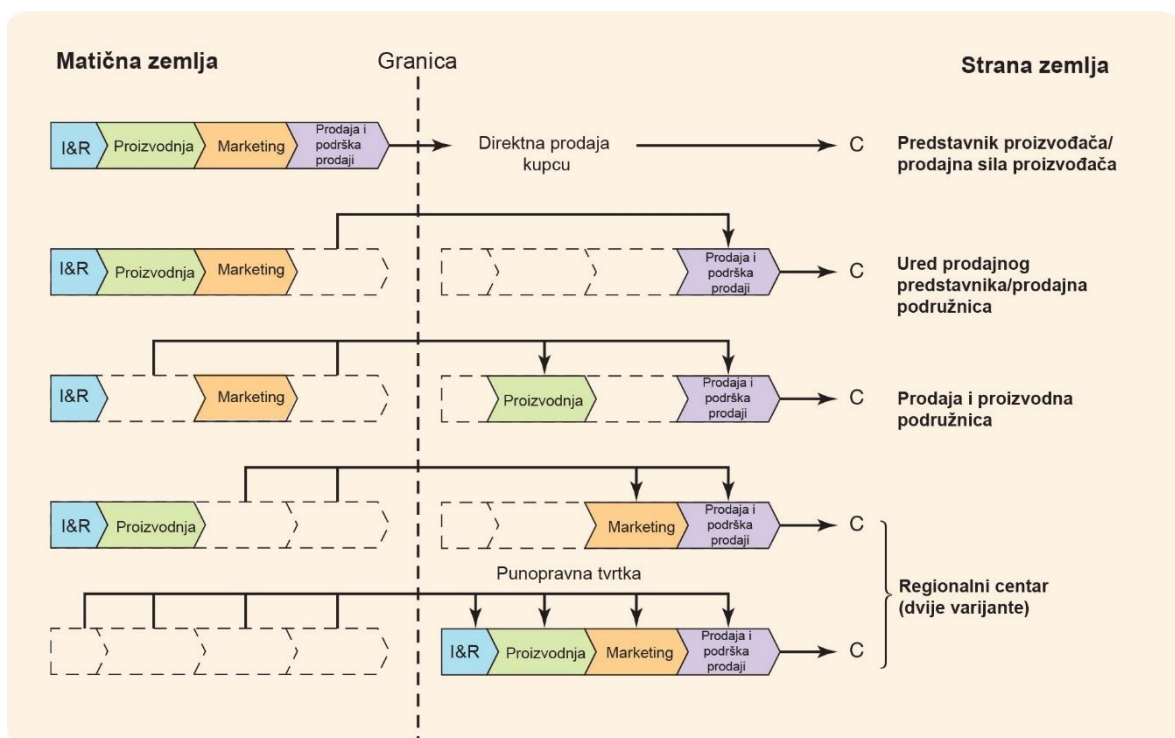 Matična zemlja
Granica
Strana zemlja
I&R
Proizvodnja
Marketing
Prodaja i
podrška
prodaji
Direktna prodaja
kupcu
C
Predstavnik proizvođača/
prodajna sila proizvođača
I&R
Proizvodnja
Marketing
Prodaja i
podrška
prodaji
C
Ured prodajnog
predstavnika/prodajna
podružnica
I&R
Marketing
Proizvodnja
Prodaja i
podrška
prodaji
C
Prodaja i proizvodna
podružnica
I&R
Proizvodnja
Marketing
Prodaja i
podrška
prodaji
C
Regionalni centar
(dvije varijante)
Punopravna tvrtka
I&R
Proizvodnja
Marketing
Prodaja i
podrška
prodaji
C